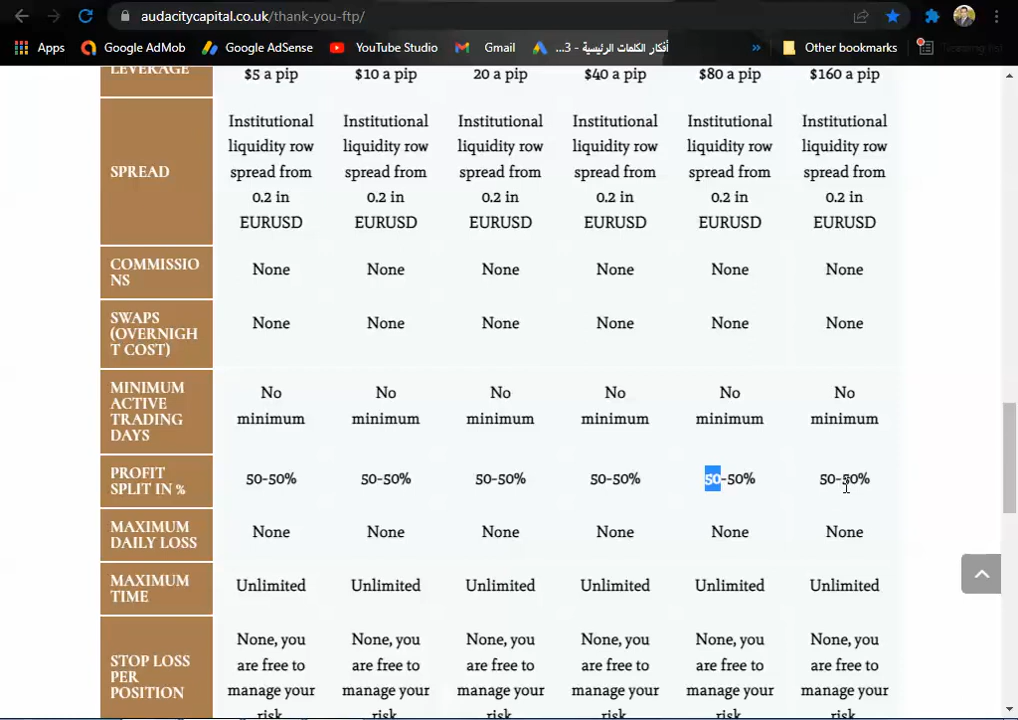 audacitycapital.co.uk/thank-you-ftp/
Apps Google AdMob Google AdSense YouTube Studio Gmail أفكار الكلمات الرئيسية - 3... » Other bookmarks
LEVERAGE $5 a pip $10 a pip 20 a pip $40 a pip $80 a pip $160 a pip
Institutional Institutional Institutional Institutional Institutional Institutional
liquidity row liquidity row liquidity row liquidity row liquidity row liquidity row
SPREAD spread from spread from spread from spread from spread from spread from
0.2 in 0.2 in 0.2 in 0.2 in 0.2 in 0.2 in
EURUSD EURUSD EURUSD EURUSD EURUSD EURUSD
COMMISSIO None None None None None None
NS
SWAPS
(OVERNIGH None None None None None None
T COST)
MINIMUM No No No No No No
ACTIVE
TRADING minimum minimum minimum minimum minimum minimum
DAYS
PROFIT 50-50% 50-50% 50-50% 50-50% 50-50% 50-50%
SPLIT IN %
MAXIMUM None None None None None None
DAILY LOSS
MAXIMUM Unlimited Unlimited Unlimited Unlimited Unlimited Unlimited
TIME
None, you None, you None, you None, you None, you None, you
STOP LOSS are free to are free to are free to are free to are free to are free to
PER
POSITION manage your manage your manage your manage your manage your manage your
risk risk risk risk risk risk